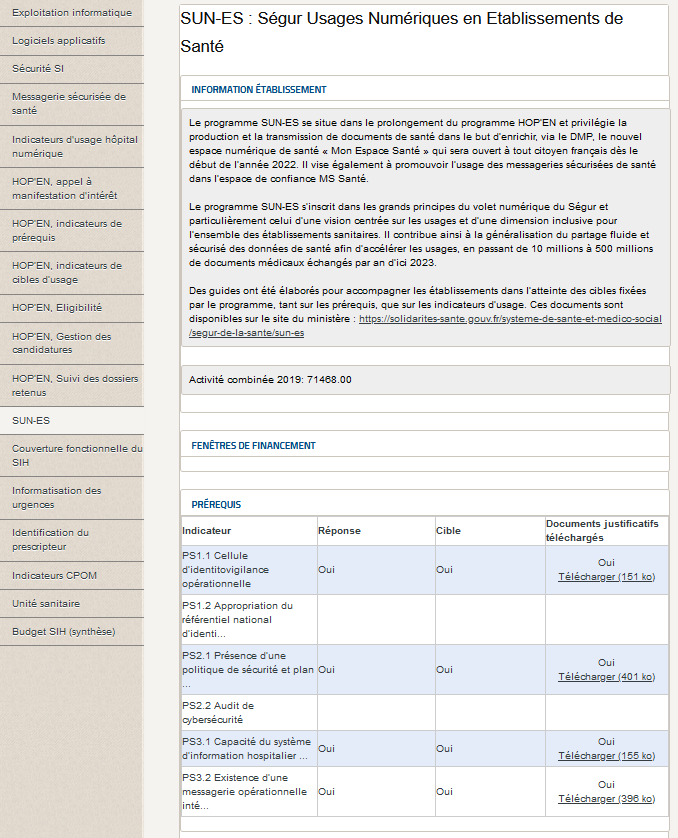 Exploitation informatique
Logiciels applicatifs
Sécurité SI
Messagerie sécurisée de
santé
Indicateurs d'usage hôpital
numérique
HOP'EN, appel à
manifestation d'intérêt
HOP'EN, indicateurs de
prérequis
HOP'EN, indicateurs de
cibles d'usage
HOP'EN, Eligibilité
HOP'EN, Gestion des
candidatures
HOP'EN, Suivi des dossiers
retenus
SUN-ES
Couverture fonctionnelle du
SIH
Informatisation des
urgences
Identification du
prescripteur
Indicateurs CPOM
Unité sanitaire
Budget SIH (synthèse)
SUN-ES : Ségur Usages Numériques en Etablissements de
Santé
INFORMATION ÉTABLISSEMENT
Le programme SUN-ES se situe dans le prolongement du programme HOP'EN et privilégie la
production et la transmission de documents de santé dans le but d'enrichir, via le DMP, le nouvel
espace numérique de santé « Mon Espace Santé » qui sera ouvert à tout citoyen français dès le
début de l'année 2022. Il vise également à promouvoir l'usage des messageries sécurisées de santé
dans l'espace de confiance MS Santé.
Le programme SUN-ES s'inscrit dans les grands principes du volet numérique du Ségur et
particulièrement celui d'une vision centrée sur les usages et d'une dimension inclusive pour
l'ensemble des établissements sanitaires. Il contribue ainsi à la généralisation du partage fluide et
sécurisé des données de santé afin d'accélérer les usages, en passant de 10 millions à 500 millions
de documents médicaux échangés par an d'ici 2023.
Des guides ont été élaborés pour accompagner les établissements dans l'atteinte des cibles fixées
par le programme, tant sur les prérequis, que sur les indicateurs d'usage. Ces documents sont
disponibles sur le site du ministère : https://solidarites-sante.gouv.fr/systeme-de-sante-et-medico-social
/segur-de-la-sante/sun-es
Activité combinée 2019: 71468.00
FENÊTRES DE FINANCEMENT
PRÉREQUIS
Indicateur Réponse Cible Documents justificatifs
téléchargés
PS1.1 Cellule
d'identitovigilance
opérationnelle Oui Oui Oui
Télécharger (151 ko)
PS1.2 Appropriation du
référentiel national
d'identi...
PS2.1 Présence d'une
politique de sécurité et plan
... Oui Oui Oui
Télécharger (401 ko)
PS2.2 Audit de
cybersécurité
PS3.1 Capacité du système
d'information hospitalier ... Oui Oui Oui
Télécharger (155 ko)
PS3.2 Existence d'une
messagerie opérationnelle
inté... Oui Oui Oui
Télécharger (396 ko)